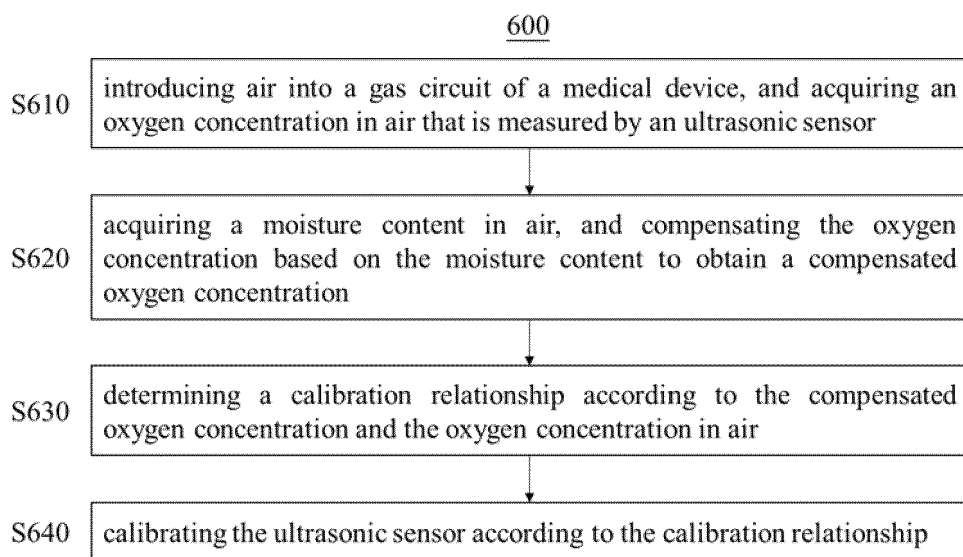 600
S610
introducing air into a gas circuit of a medical device, and acquiring an
oxygen concentration in air that is measured by an ultrasonic sensor
S620
acquiring a moisture content in air, and compensating the oxygen
concentration based on the moisture content to obtain a compensated
oxygen concentration
S630
determining a calibration relationship according to the compensated
oxygen concentration and the oxygen concentration in air
S640
calibrating the ultrasonic sensor according to the calibration relationship